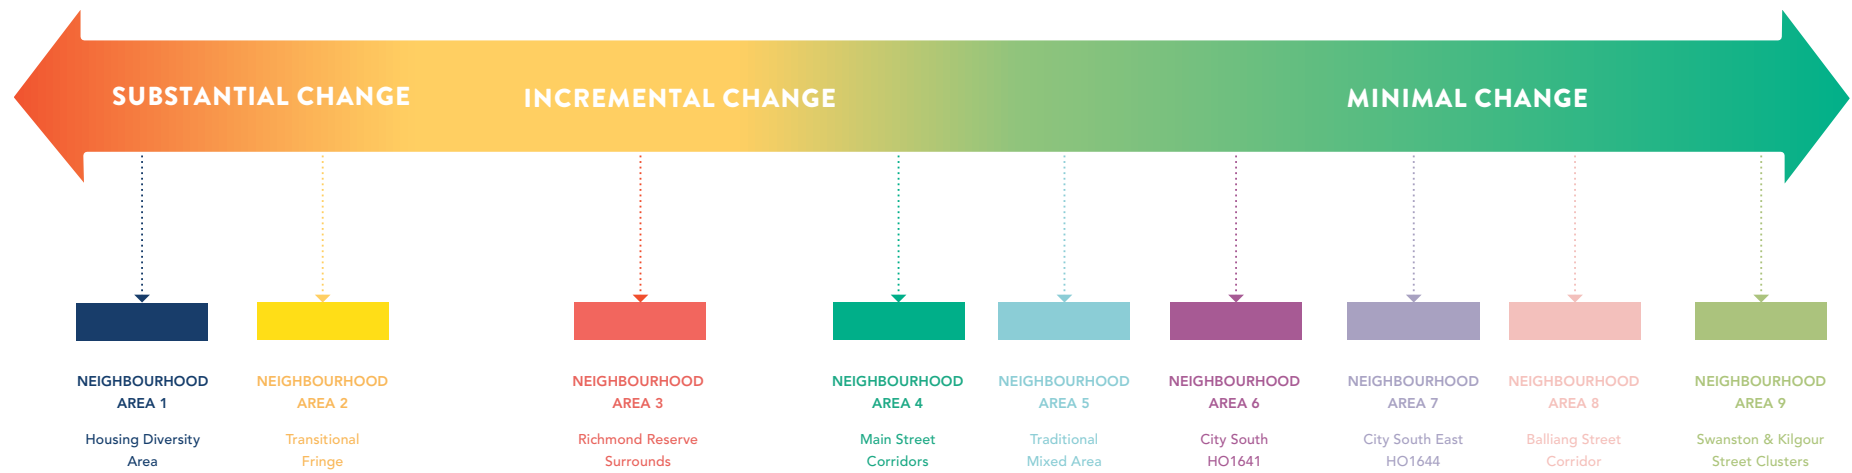 SUBSTANTIAL CHANGE
INCREMENTAL CHANGE
MINIMAL CHANGE
NEIGHBOURHOOD
AREA 1
Housing Diversity
Area
NEIGHBOURHOOD
AREA 2
Transitional
Fringe
NEIGHBOURHOOD
AREA 3
Richmond Reserve
Surrounds
NEIGHBOURHOOD
AREA 4
Main Street
Corridors
NEIGHBOURHOOD
AREA 5
Traditional
Mixed Area
NEIGHBOURHOOD
AREA 6
City South
HO1641
NEIGHBOURHOOD
AREA 7
City South East
HO1644
NEIGHBOURHOOD
AREA 8
Balliang Street
Corridor
NEIGHBOURHOOD
AREA 9
Swanston & Kilgour
Street Clusters